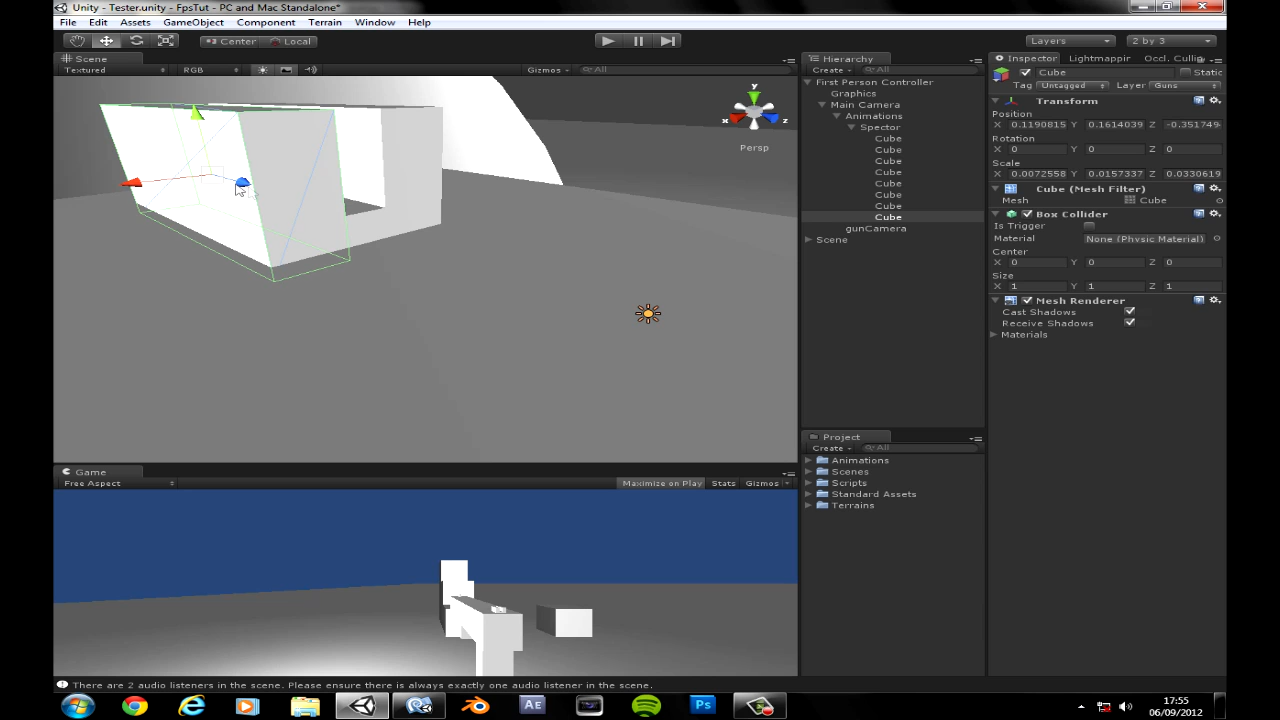 Unity - Tester.unity - FpsTut - PC and Mac Standalone*
File Edit Assets GameObject Component Terrain Window Help
Center Local
Layers 2 by 3
Scene
Textured RGB Gizmos All
y
x z
Persp
Hierarchy
Create All
First Person Controller
Graphics
Main Camera
Animations
Spector
Cube
Cube
Cube
Cube
Cube
Cube
Cube
Cube
gunCamera
Scene
Project
Create All
Animations
Scenes
Scripts
Standard Assets
Terrains
Inspector Lightmappir Occl. Cullin
Cube Static
Tag Untagged Layer Guns
Transform
Position
X 0.1190815 Y 0.1614039 Z -0.351749
Rotation
X 0 Y 0 Z 0
Scale
X 0.0072558 Y 0.0157337 Z 0.0330619
Cube (Mesh Filter)
Mesh Cube
Box Collider
Is Trigger
Material None (Physic Material)
Center
X 0 Y 0 Z 0
Size
X 1 Y 1 Z 1
Mesh Renderer
Cast Shadows
Receive Shadows
Materials
Game
Free Aspect Maximize on Play Stats Gizmos
There are 2 audio listeners in the scene. Please ensure there is always exactly one audio listener in the scene.
AE Ps
17:55
06/09/2012